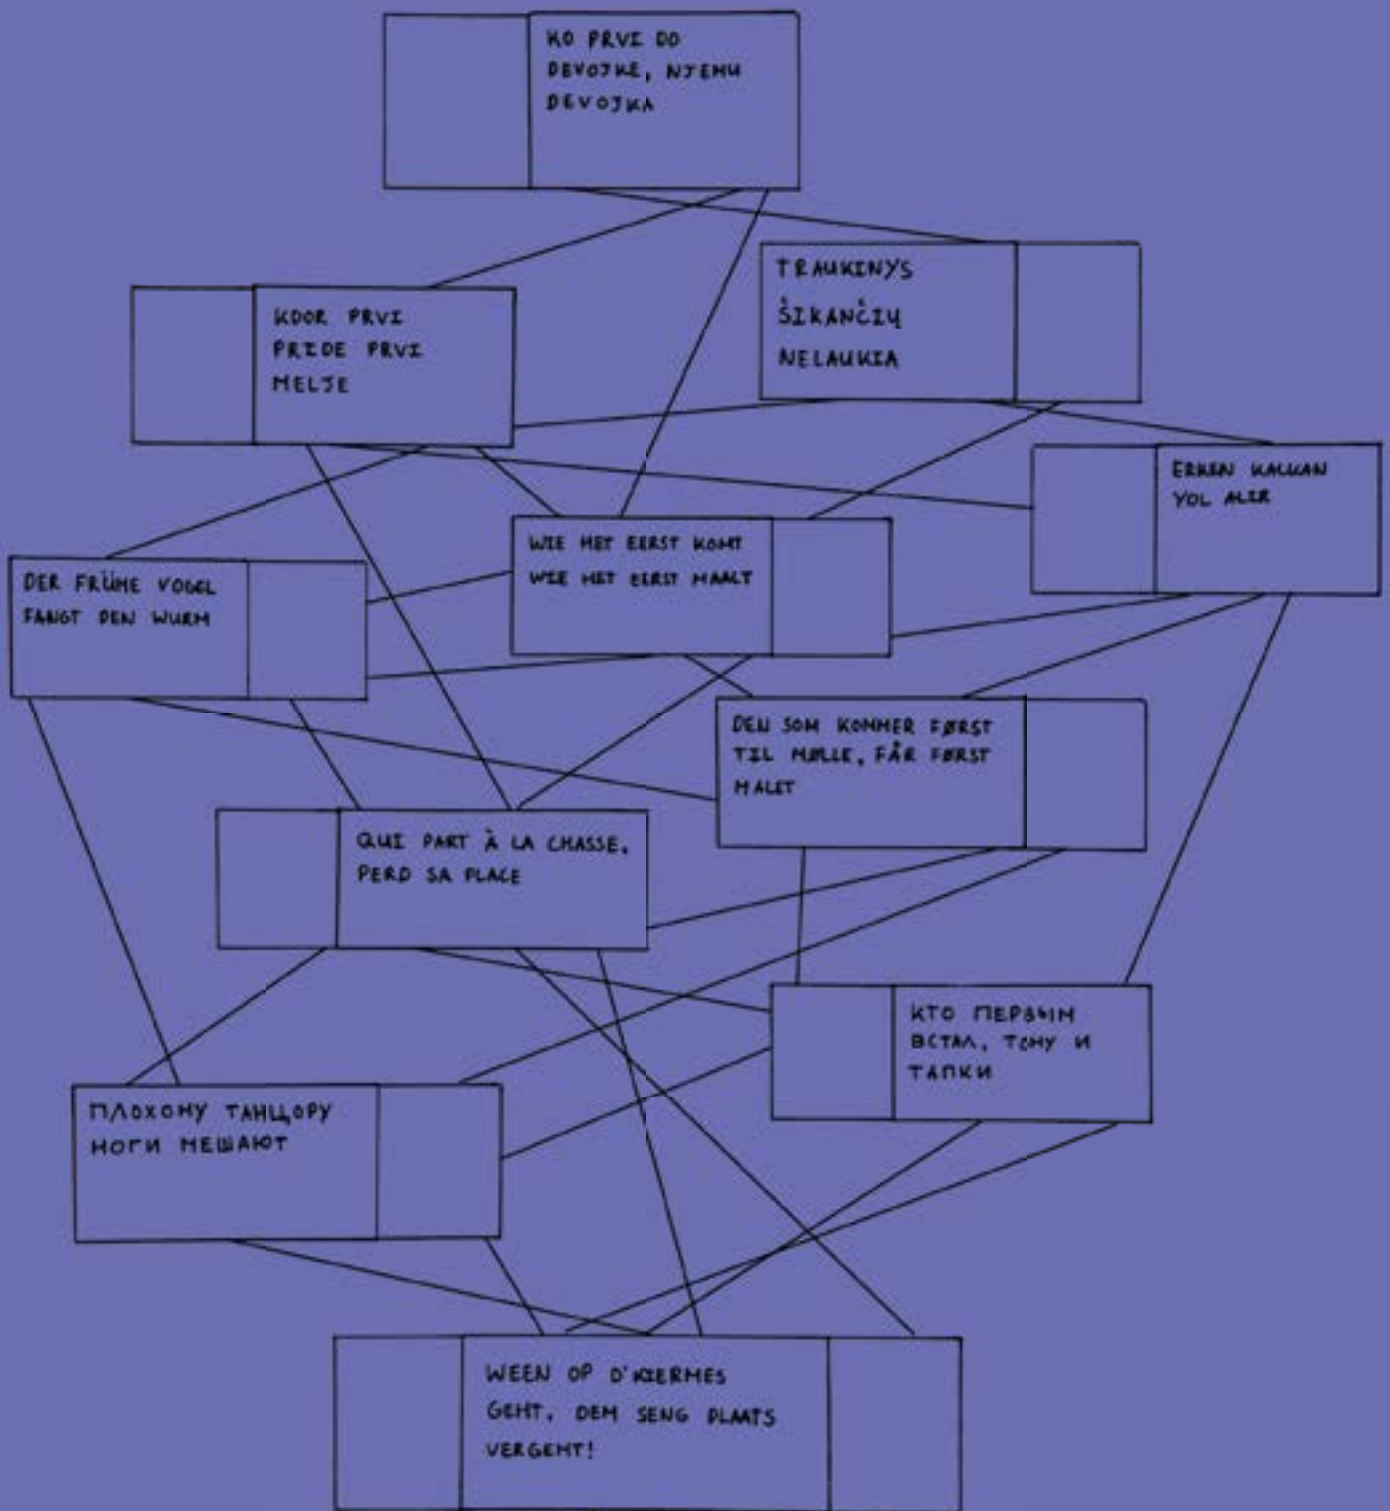 KO PRVI DO
DEVOJKE, NJEMU
DEVOJKA
TRAUKINYS
ŠIKANČIŲ
NELAUKIA
KDOR PRVI
PRIDE PRVI
MELJE
ERKEN KALKAN
YOL ALIR
WIE HET EERST KOMT
WIE HET EERST MAALT
DER FRÜHE VOGEL
FANGT DEN WURM
DEN SOM KOMMER FØRST
TIL MØLLE, FÅR FØRST
MALET
QUI PART À LA CHASSE,
PERD SA PLACE
КТО ПЕРВЫМ
ВСТАЛ, ТОМУ И
ТАПКИ
ПЛОХОМУ ТАНЦОРУ
НОГИ МЕШАЮТ
WEEN OP D'KIERMES
GEHT, DEM SENG PLAATS
VERGEHT!